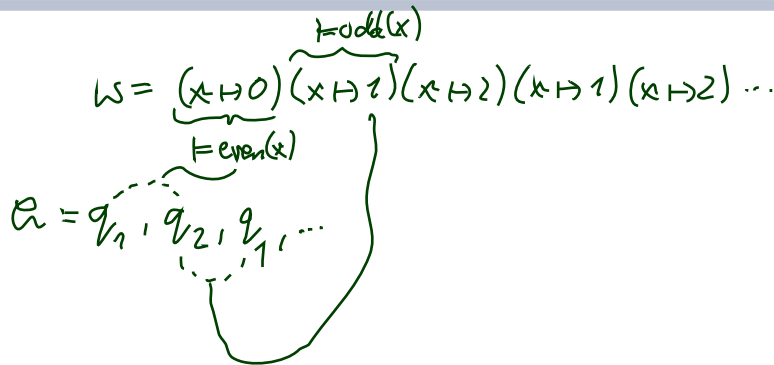 ⊨odd(x)
w = (x↦0)(x↦1)(x↦2)(x↦1)(x↦2) ...
⊨even(x)
= q₁, q₂, q₁, ...